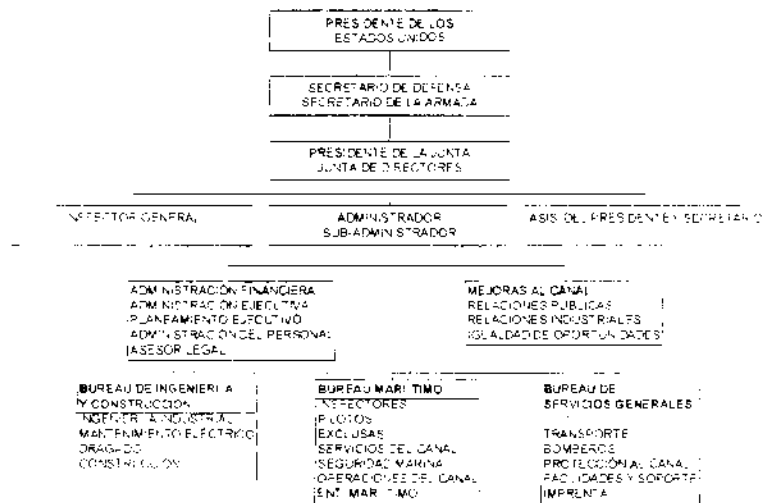 PRESIDENTE DE LOS
ESTADOS UNIDOS
SECRETARIO DE DEFENSA
SECRETARIO DE LA ARMADA
PRESIDENTE DE LA JUNTA
JUNTA DE DIRECTORES
INSPECTOR GENERAL
ADMINISTRADOR
SUB-ADMINISTRADOR
ASIS. DEL PRESIDENTE Y SECRETARIO
ADMINISTRACIÓN FINANCIERA
ADMINISTRACIÓN EJECUTIVA
PLANEAMIENTO EJECUTIVO
ADMINISTRACIÓN DEL PERSONAL
ASESOR LEGAL
MEJORAS AL CANAL
RELACIONES PUBLICAS
RELACIONES INDUSTRIALES
IGUALDAD DE OPORTUNIDADES
BUREAU DE INGENIERIA
Y CONSTRUCCIÓN
INGENIERIA INDUSTRIAL
MANTENIMIENTO ELÉCTRICO
DRAGADO
CONSTRUCCIÓN
BUREAU MARITIMO
INSPECTORES
PILOTOS
EXCLUSAS
SERVICIOS DEL CANAL
SEGURIDAD MARINA
OPERACIONES DEL CANAL
ENT. MARITIMO
BUREAU DE
SERVICIOS GENERALES
TRANSPORTE
BOMBEROS
PROTECCIÓN AL CANAL
FACILIDADES Y SOPORTE
IMPRENTA